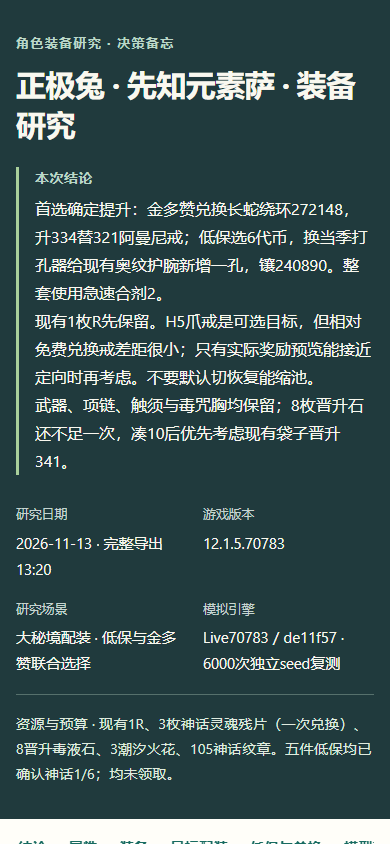 角色装备研究 · 决策备忘
正极兔 · 先知元素萨 · 装备
研究
本次结论
首选确定提升：金多赞兑换长蛇绕环272148，
升334替321阿曼尼戒；低保选6代币，换当季打
孔器给现有奥纹护腕新增一孔，镶240890。整
套使用急速合剂2。
现有1枚R先保留。H5爪戒是可选目标，但相对
免费兑换戒差距很小；只有实际奖励预览能接近
定向时再考虑。不要默认切恢复能缩池。
武器、项链、触须与毒咒胸均保留；8枚晋升石
还不足一次，凑10后优先考虑现有袋子晋升
341。
研究日期
游戏版本
2026-11-13 · 完整导出
13:20
12.1.5.70783
研究场景
模拟引擎
大秘境配装 · 低保与金多
赞联合选择
Live70783 / de11f57 ·
6000次独立seed复测
资源与预算 · 现有1R、3枚神话灵魂残片（一次兑换）、
8晋升毒液石、3潮汐火花、105神话纹章。五件低保均已
确认神话1/6；均未领取。